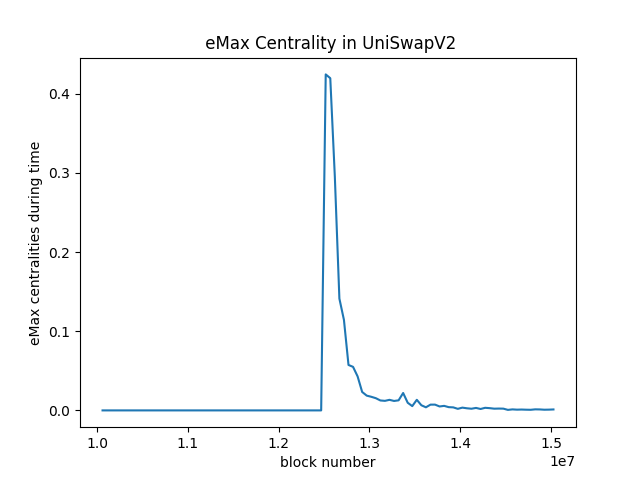 eMax Centrality in UniSwapV2
eMax centralities during time
0.4
0.3
0.2
0.1
0.0
1.0 1.1 1.2 1.3 1.4 1.5
1e7
block number